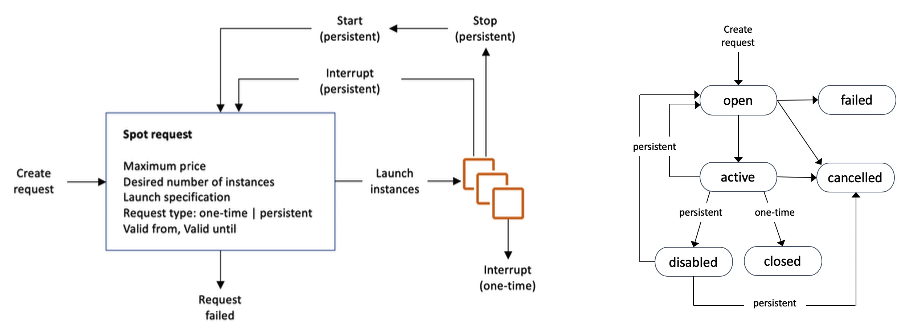 Start
(persistent)
Stop
(persistent)
Interrupt
(persistent)
Create
request
Spot request
Maximum price
Desired number of instances
Launch specification
Request type: one-time | persistent
Valid from, Valid until
Launch
instances
Request
failed
Interrupt
(one-time)
Create
request
open
failed
persistent
active
cancelled
persistent
one-time
disabled
closed
persistent